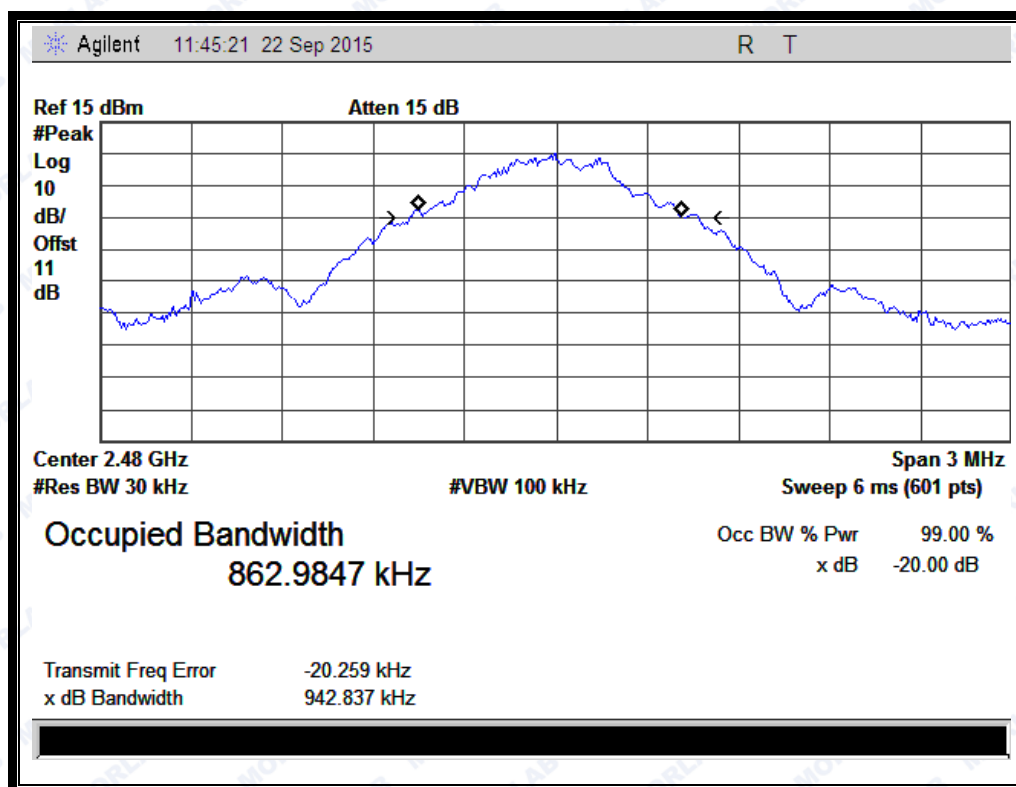 Agilent 11:45:21 22 Sep 2015 R T
Ref 15 dBm Atten 15 dB
#Peak
Log
10
dB/
Offst
11
dB
Center 2.48 GHz Span 3 MHz
#Res BW 30 kHz #VBW 100 kHz Sweep 6 ms (601 pts)
Occupied Bandwidth
862.9847 kHz
Occ BW % Pwr 99.00 %
x dB -20.00 dB
Transmit Freq Error -20.259 kHz
x dB Bandwidth 942.837 kHz